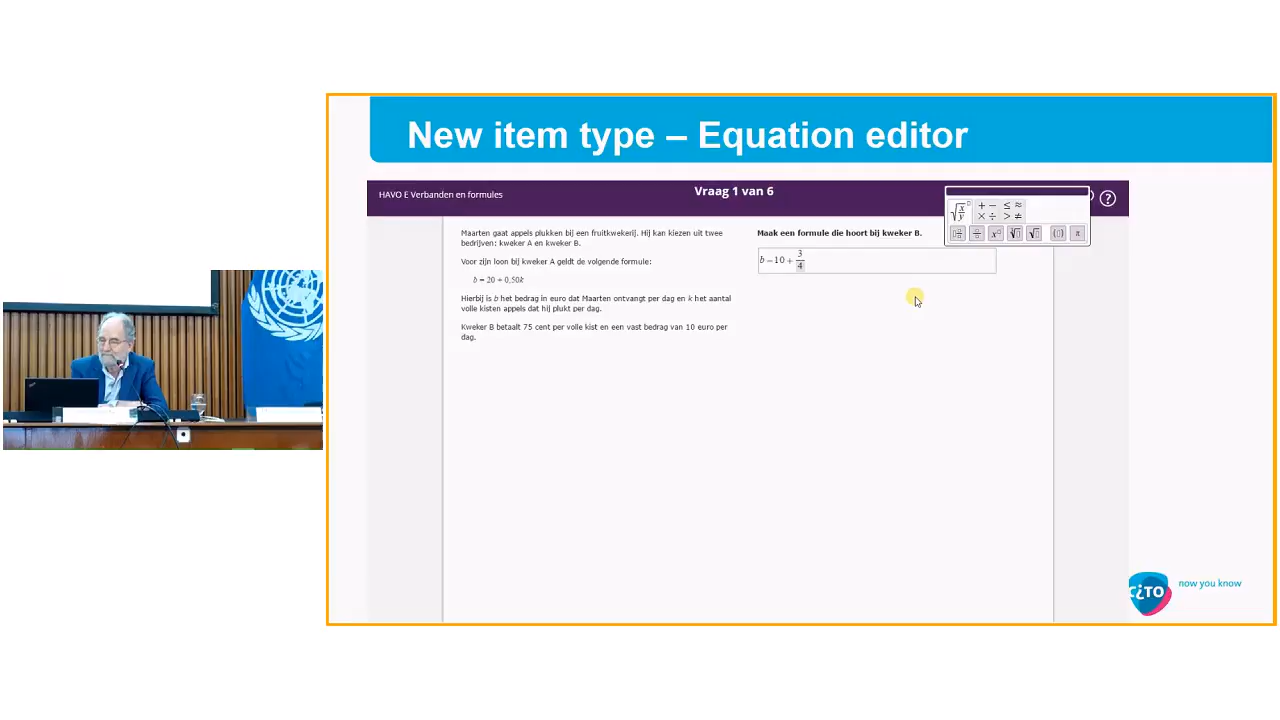 New item type – Equation editor
HAVO E Verbanden en formules
Vraag 1 van 6
Maarten gaat appels plukken bij een fruitkwekerij. Hij kan kiezen uit twee
bedrijven: kweker A en kweker B.
Voor zijn loon bij kweker A geldt de volgende formule:
b = 20 + 0,50k
Hierbij is b het bedrag in euro dat Maarten ontvangt per dag en k het aantal
volle kisten appels dat hij plukt per dag.
Kweker B betaalt 75 cent per volle kist en een vast bedrag van 10 euro per
dag.
Maak een formule die hoort bij kweker B.
b = 10 + 3/4
+ − ≤ ≈
× ÷ > ≠
?
cito
now you know